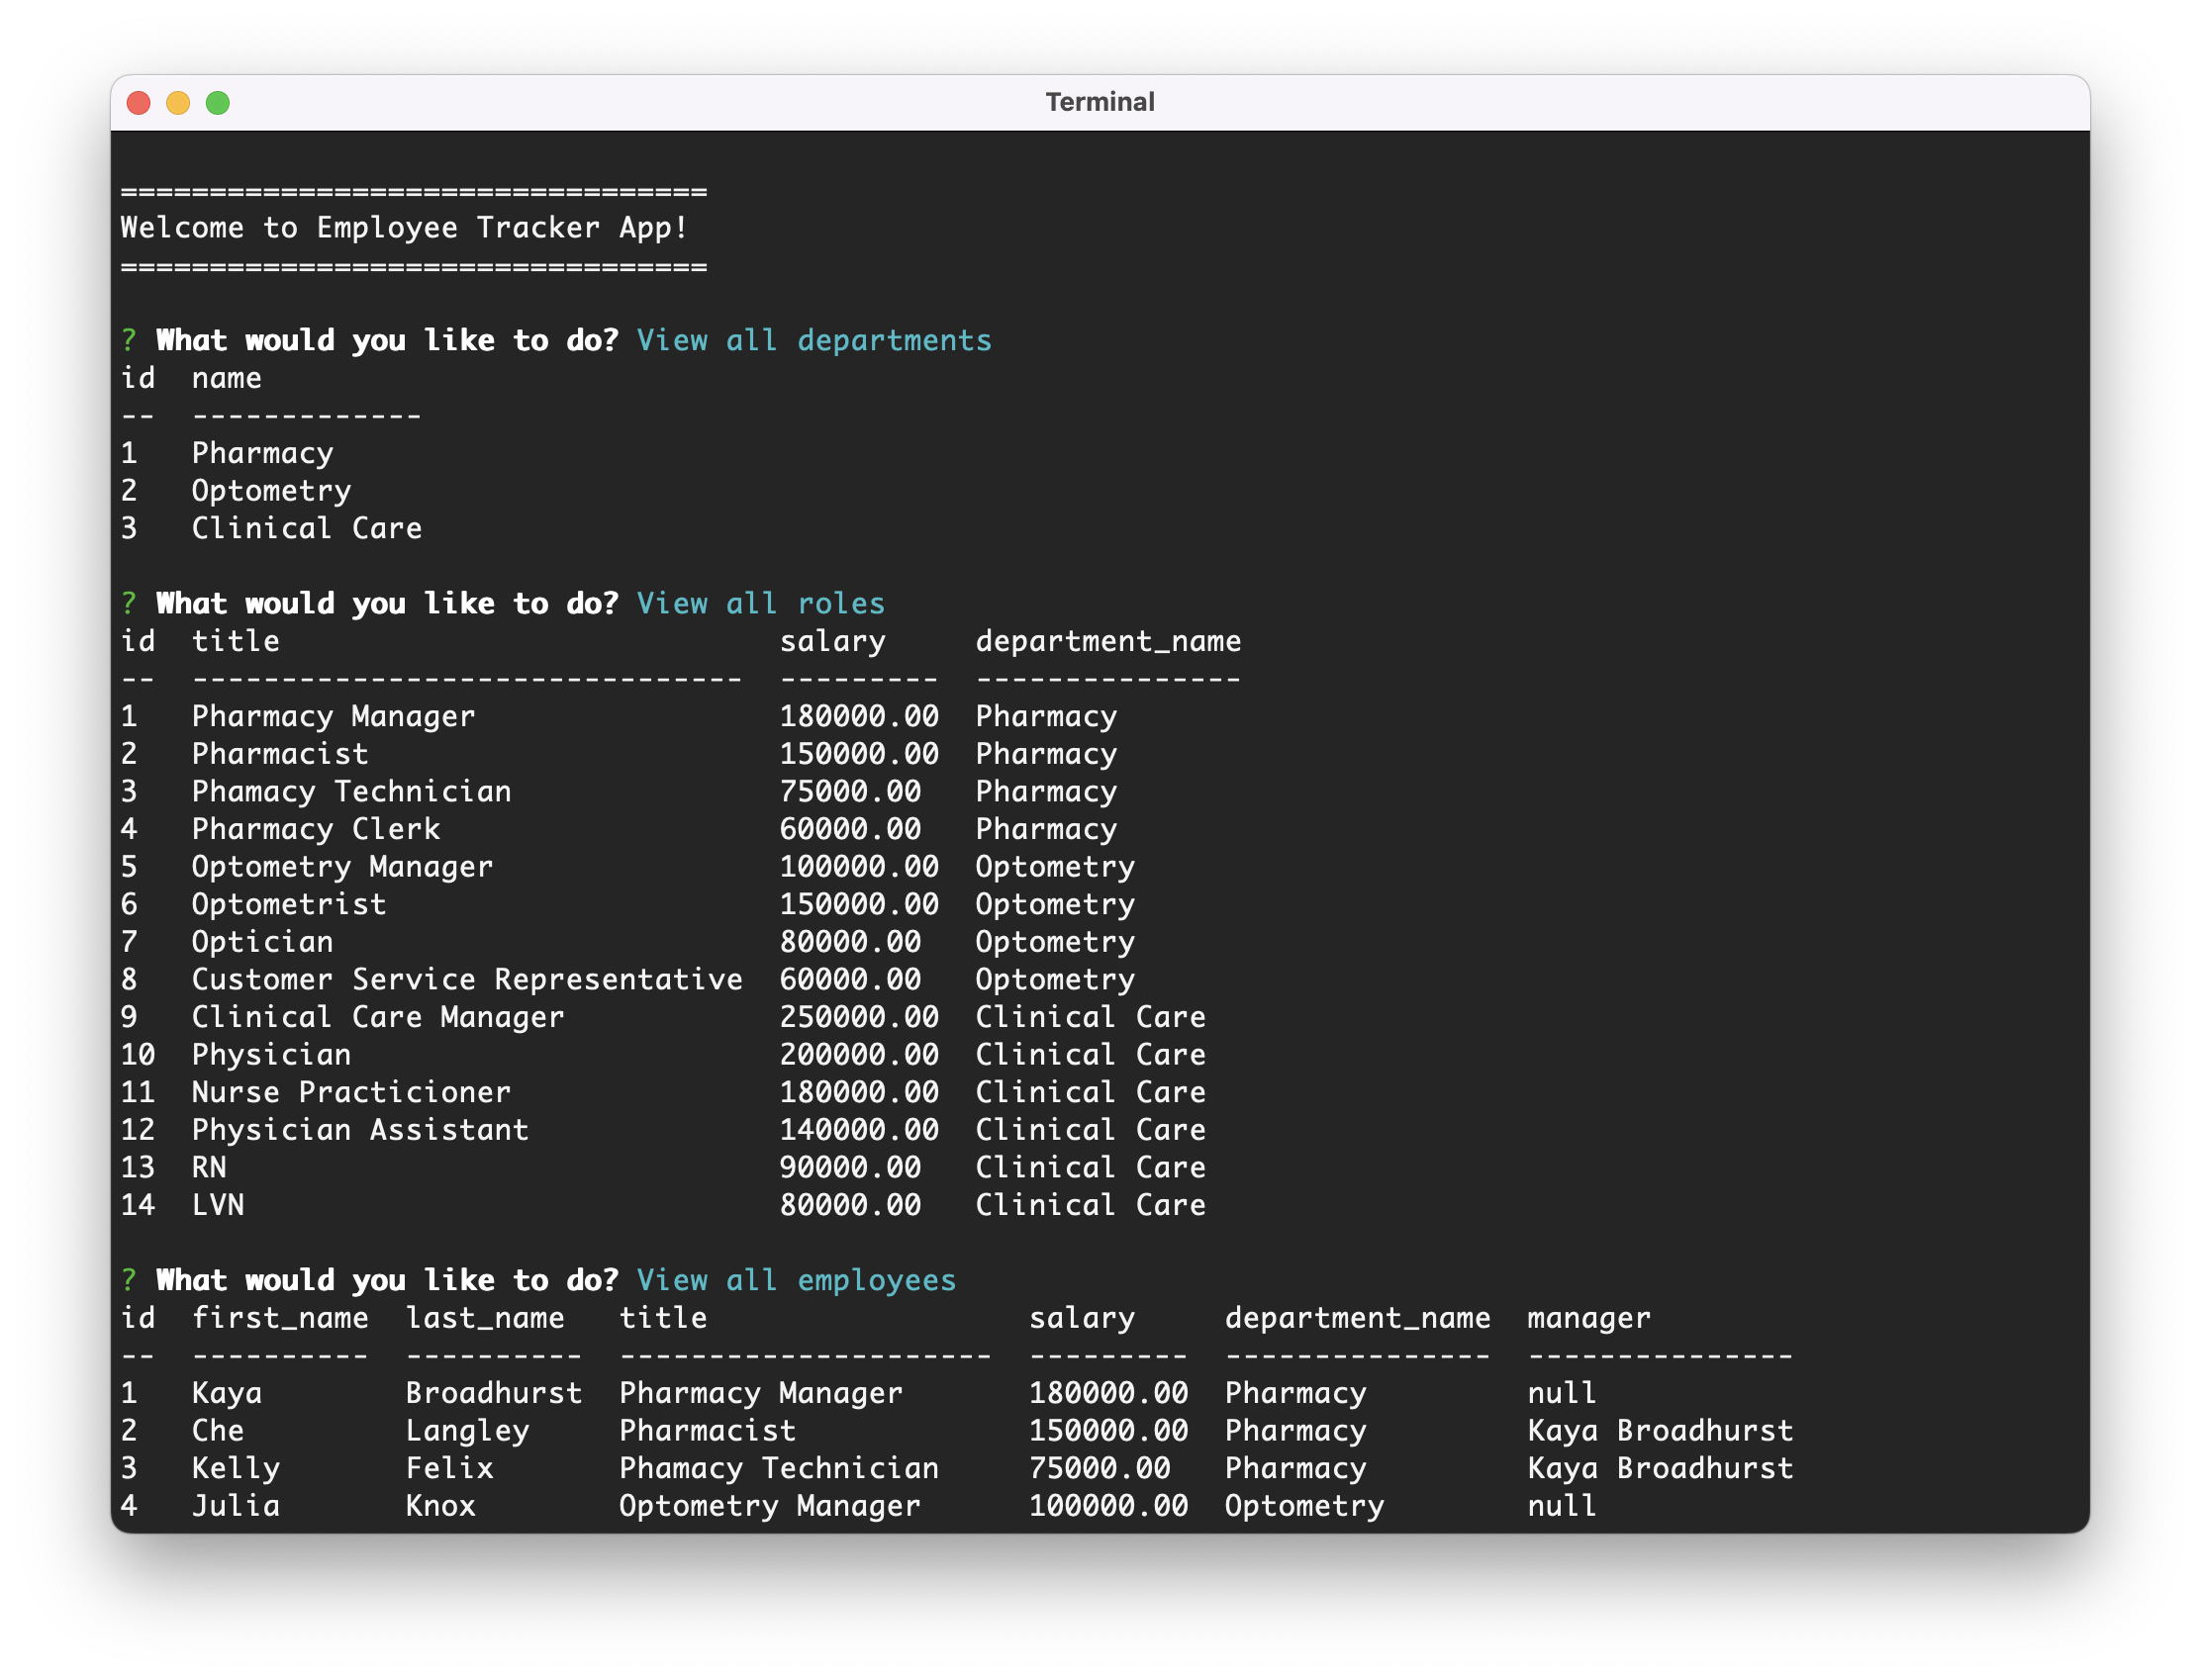 Terminal
=================================
Welcome to Employee Tracker App!
=================================
? What would you like to do? View all departments
id  name
--  -------------
1   Pharmacy
2   Optometry
3   Clinical Care
? What would you like to do? View all roles
id  title                            salary     department_name
--  -------------------------------  ---------  ---------------
1   Pharmacy Manager                 180000.00  Pharmacy
2   Pharmacist                       150000.00  Pharmacy
3   Phamacy Technician               75000.00   Pharmacy
4   Pharmacy Clerk                   60000.00   Pharmacy
5   Optometry Manager                100000.00  Optometry
6   Optometrist                      150000.00  Optometry
7   Optician                         80000.00   Optometry
8   Customer Service Representative  60000.00   Optometry
9   Clinical Care Manager            250000.00  Clinical Care
10  Physician                        200000.00  Clinical Care
11  Nurse Practicioner               180000.00  Clinical Care
12  Physician Assistant              140000.00  Clinical Care
13  RN                               90000.00   Clinical Care
14  LVN                              80000.00   Clinical Care
? What would you like to do? View all employees
id  first_name  last_name   title                  salary     department_name  manager
--  ----------  ----------  ---------------------  ---------  ---------------  ---------------
1   Kaya        Broadhurst  Pharmacy Manager       180000.00  Pharmacy         null
2   Che         Langley     Pharmacist             150000.00  Pharmacy         Kaya Broadhurst
3   Kelly       Felix       Phamacy Technician     75000.00   Pharmacy         Kaya Broadhurst
4   Julia       Knox        Optometry Manager      100000.00  Optometry        null